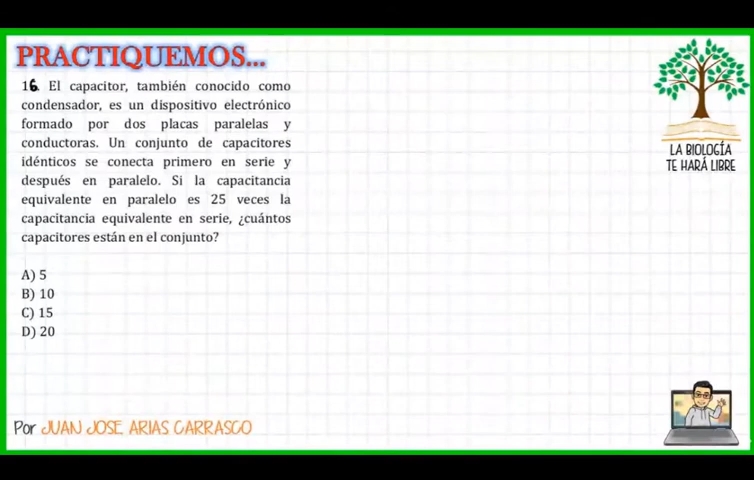 PRACTIQUEMOS...
16. El capacitor, también conocido como
condensador, es un dispositivo electrónico
formado por dos placas paralelas y
conductoras. Un conjunto de capacitores
idénticos se conecta primero en serie y
después en paralelo. Si la capacitancia
equivalente en paralelo es 25 veces la
capacitancia equivalente en serie, ¿cuántos
capacitores están en el conjunto?
A) 5
B) 10
C) 15
D) 20
LA BIOLOGÍA
TE HARÁ LIBRE
Por JUAN JOSE ARIAS CARRASCO